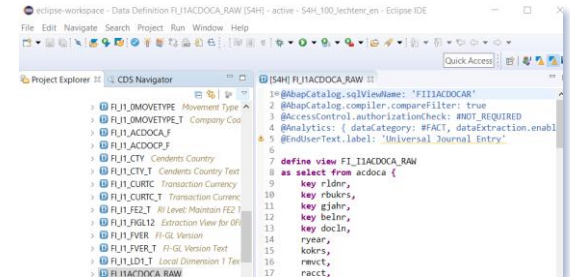 eclipse-workspace - Data Definition FI_I1ACDOCA_RAW [S4H] - active - S4H_100_lechtenr_en - Eclipse IDE
File Edit Navigate Search Project Run Window Help
Quick Access
Project Explorer
CDS Navigator
FI_I1_0MOVETYPE Movement Type
FI_I1_0MOVETYPE_T Company Cod
FI_I1_ACDOCA_F
FI_I1_ACDOCP_F
FI_I1_CTY Cendents Country
FI_I1_CTY_T Cendents Country Text
FI_I1_CURTC Transaction Currency
FI_I1_CURTC_T Transaction Currenc
FI_I1_FE2_T RI Level: Maintain FE2 T
FI_I1_FIGL12 Extraction View for 0FI
FI_I1_FVER FI-GL Version
FI_I1_FVER_T FI-GL Version Text
FI_I1_LD1_T Local Dimension 1 Tex
FI_I1ACDOCA_RAW
[S4H] FI_I1ACDOCA_RAW
1 @AbapCatalog.sqlViewName: 'FII1ACDOCAR'
2 @AbapCatalog.compiler.compareFilter: true
3 @AccessControl.authorizationCheck: #NOT_REQUIRED
4 @Analytics: { dataCategory: #FACT, dataExtraction.enabl
5 @EndUserText.label: 'Universal Journal Entry'
6
7 define view FI_I1ACDOCA_RAW
8 as select from acdoca {
9 key rldnr,
10 key rbukrs,
11 key gjahr,
12 key belnr,
13 key docln,
14 ryear,
15 kokrs,
16 rmvct,
17 racct,